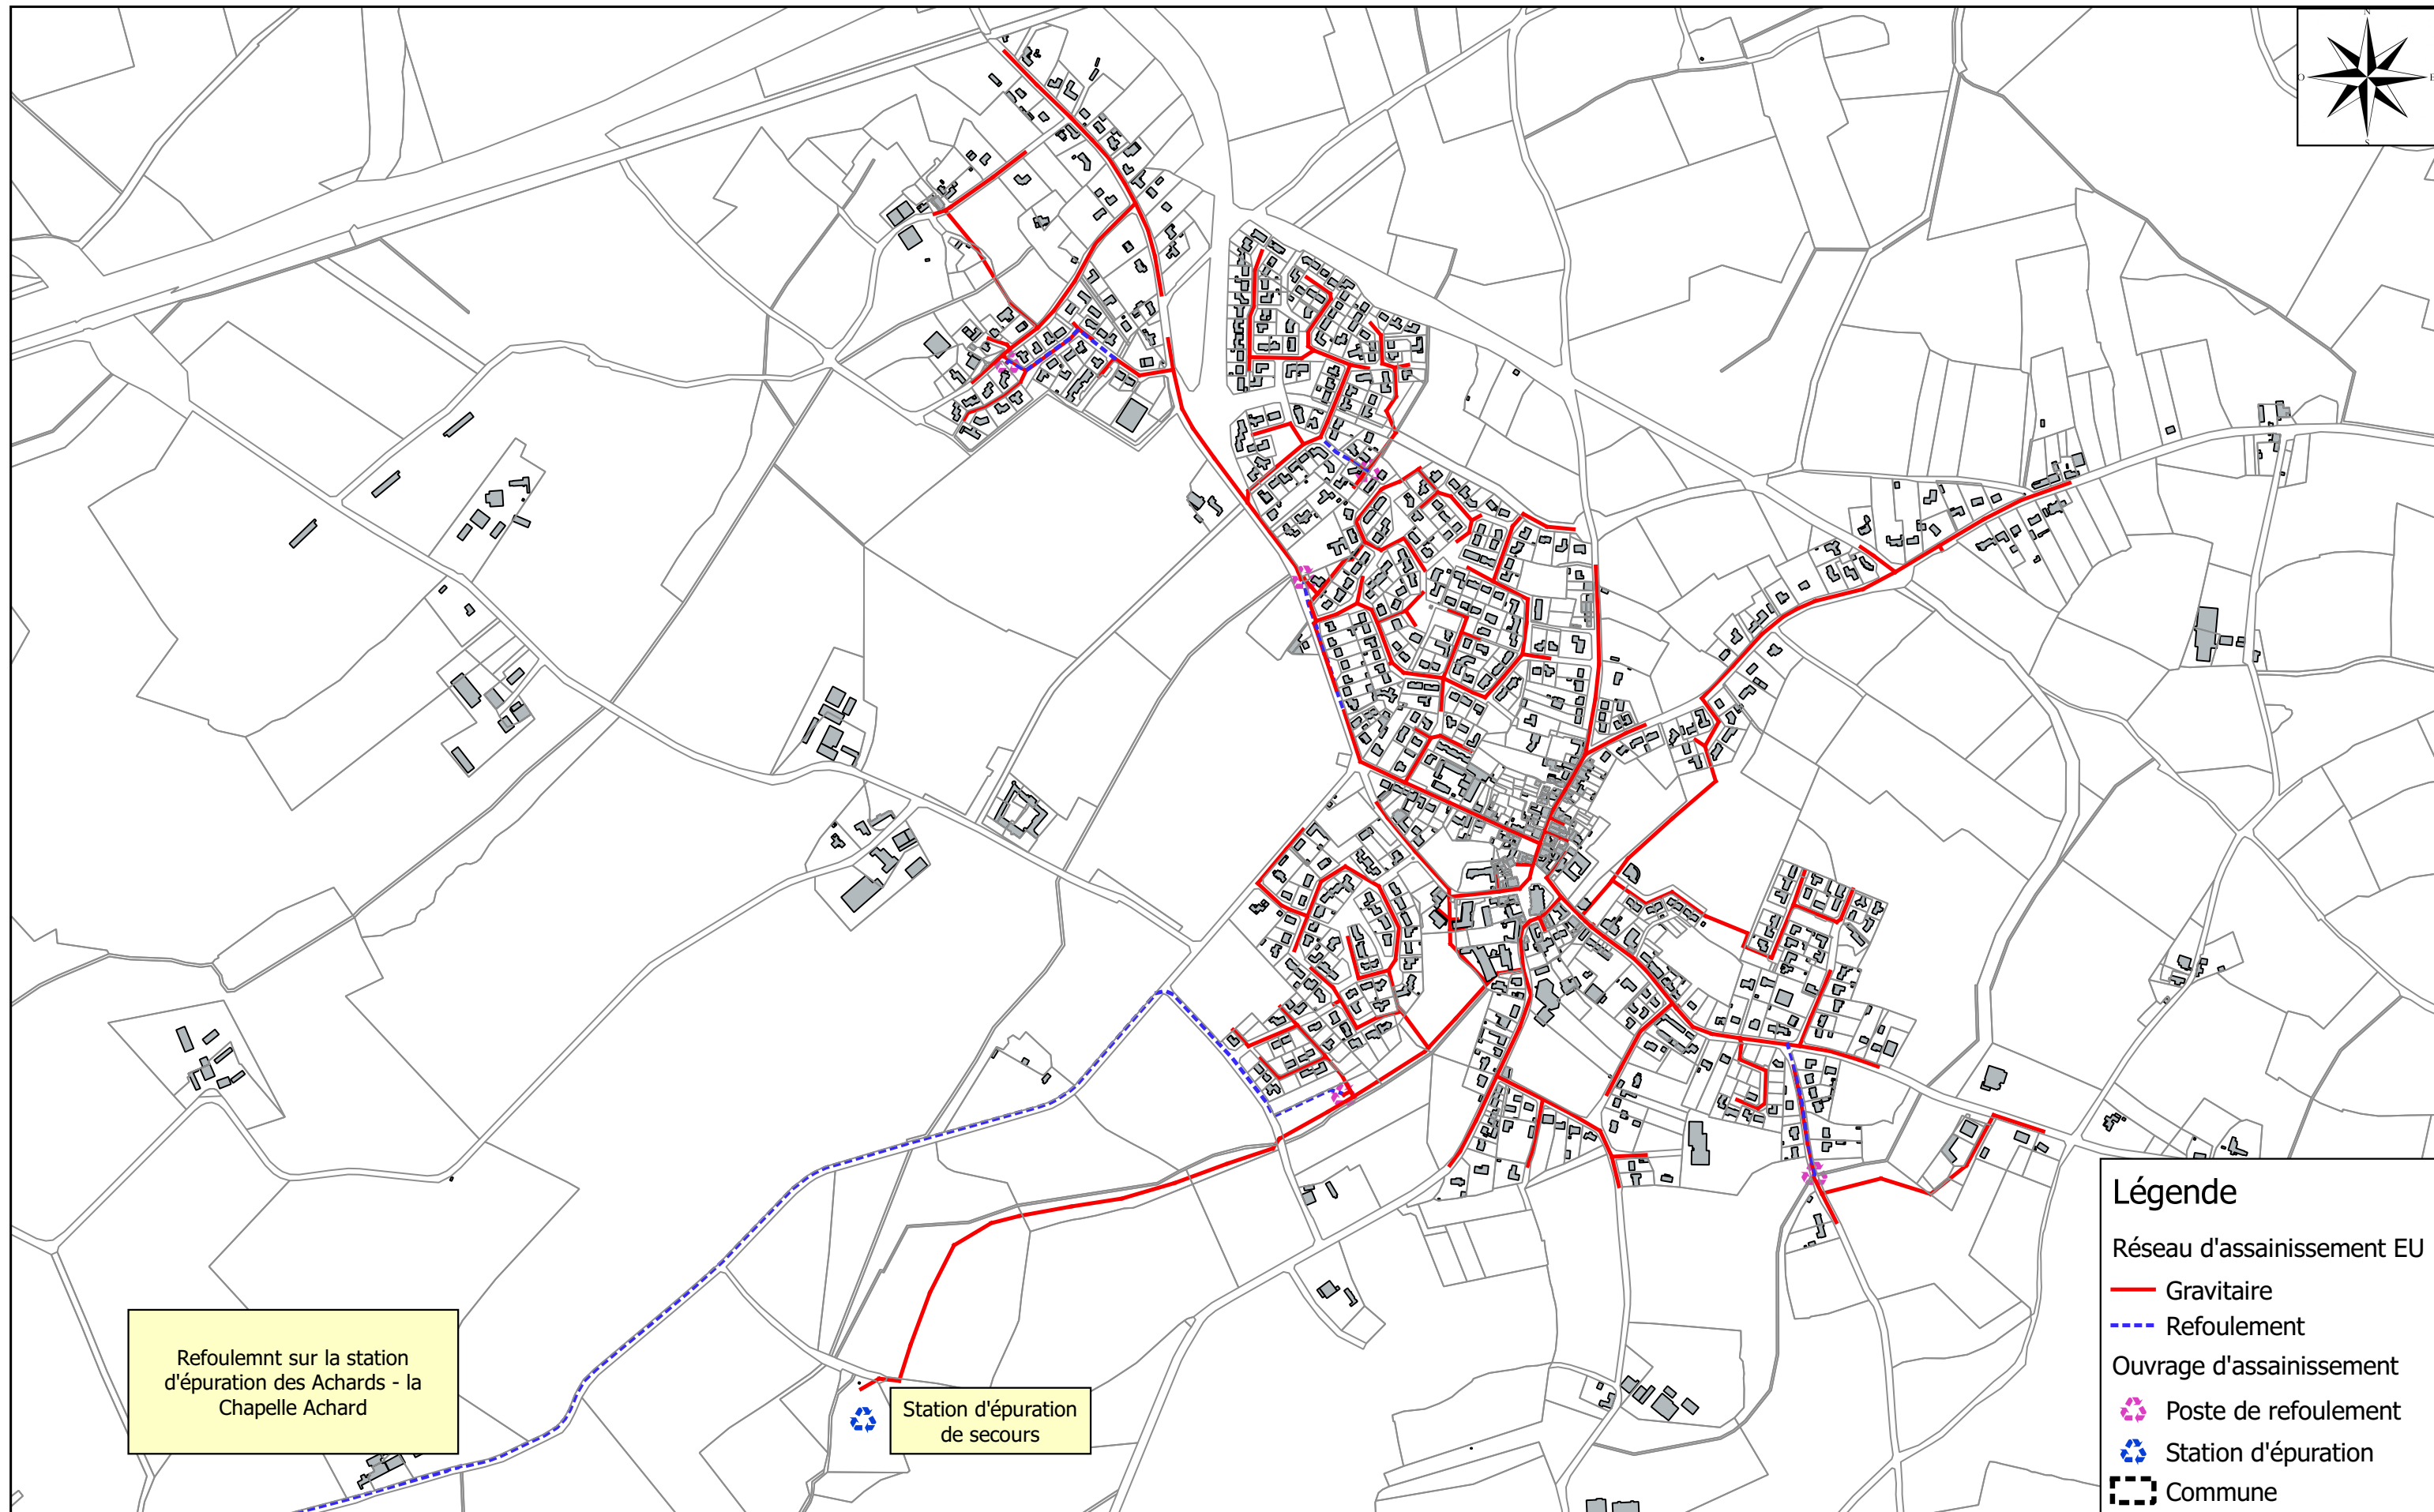 N
O
E
S
Refoulemnt sur la station
d'épuration des Achards - la
Chapelle Achard
Station d'épuration
de secours
Légende
Réseau d'assainissement EU
Gravitaire
Refoulement
Ouvrage d'assainissement
Poste de refoulement
Station d'épuration
Commune